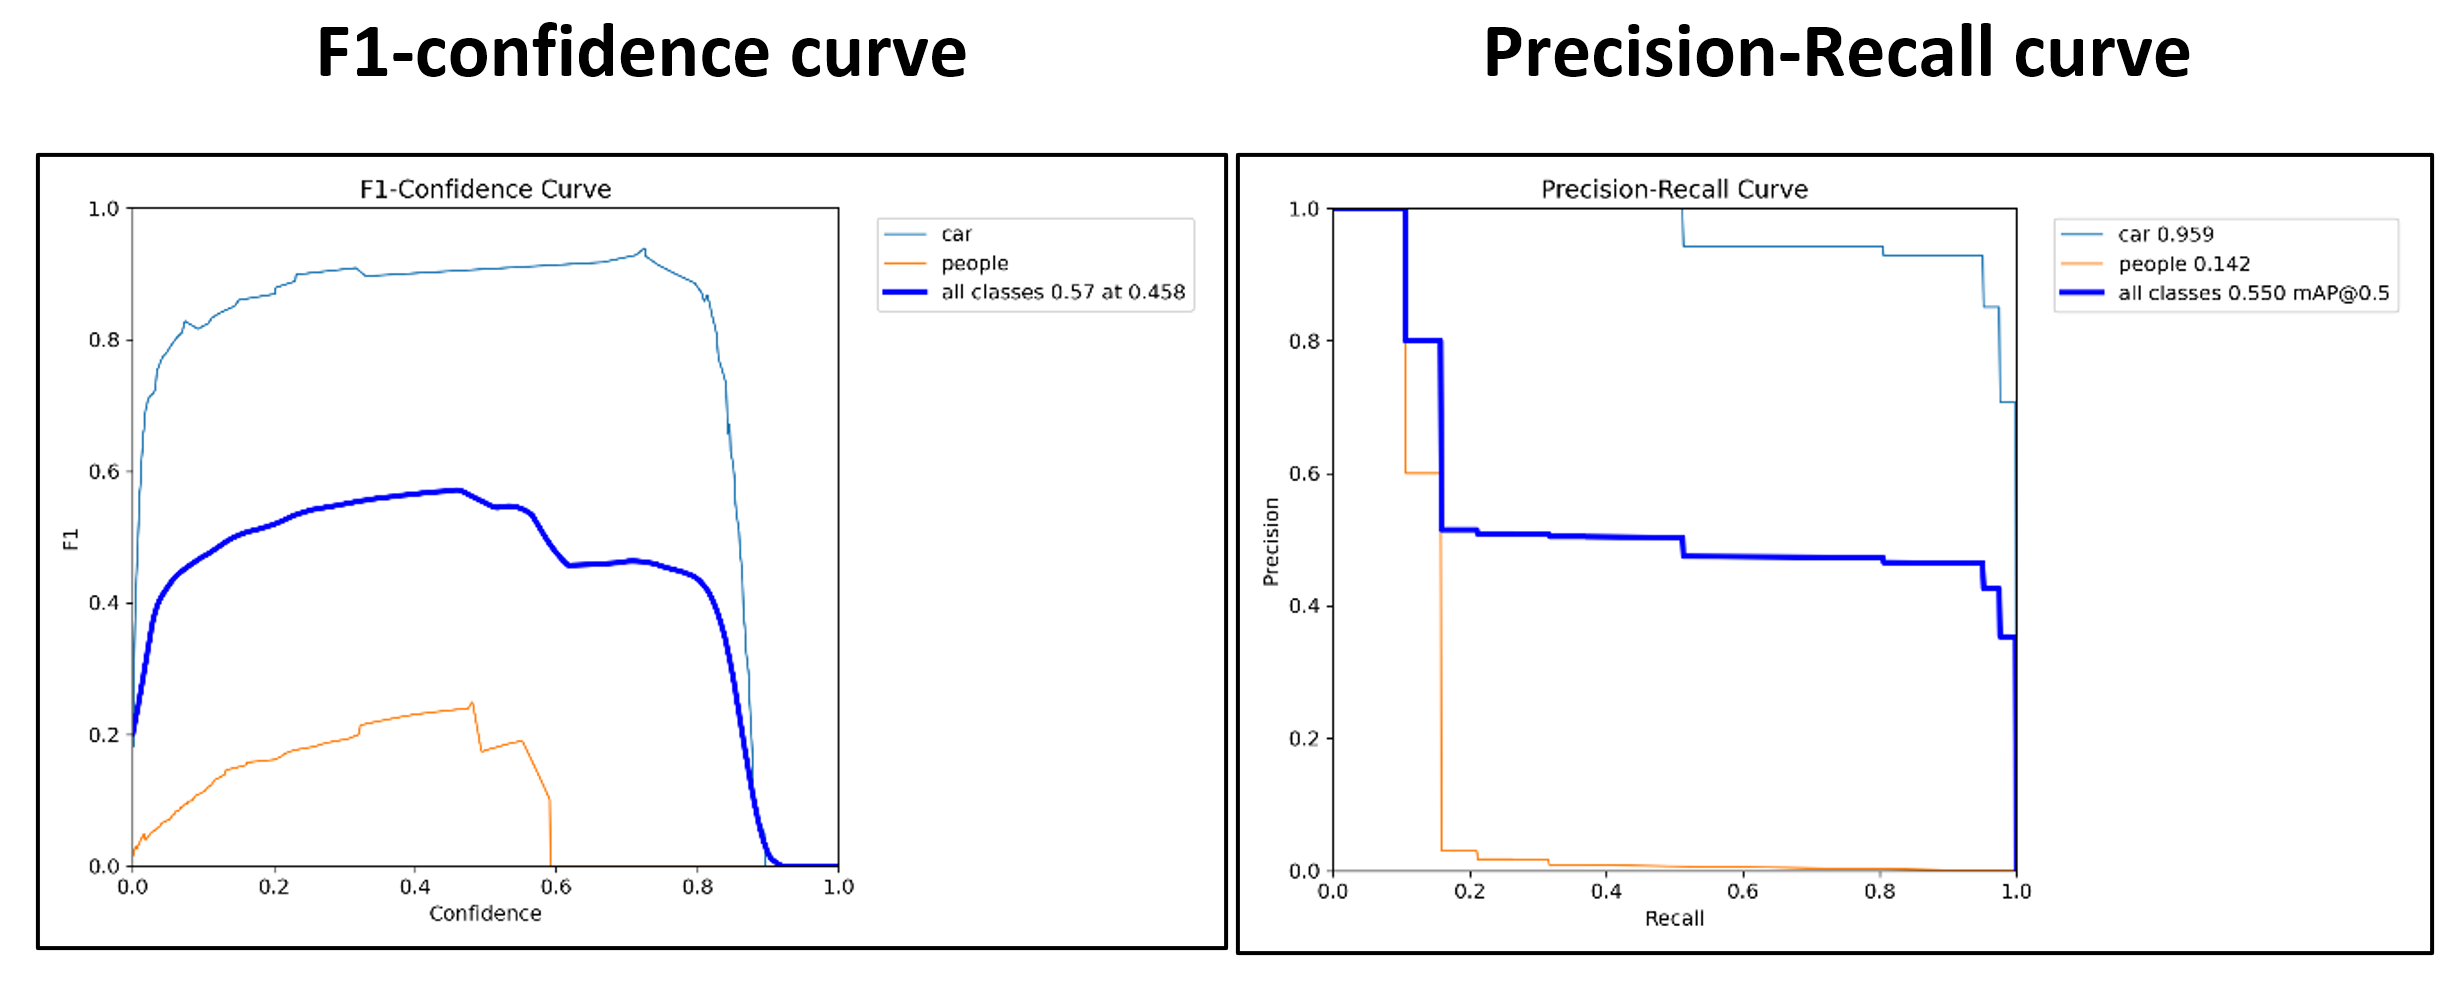 F1-confidence curve
Precision-Recall curve
F1-Confidence Curve
1.0
0.8
0.6
0.4
0.2
0.0
F1
0.0 0.2 0.4 0.6 0.8 1.0
Confidence
car
people
all classes 0.57 at 0.458
Precision-Recall Curve
1.0
0.8
0.6
0.4
0.2
0.0
Precision
0.0 0.2 0.4 0.6 0.8 1.0
Recall
car 0.959
people 0.142
all classes 0.550 mAP@0.5